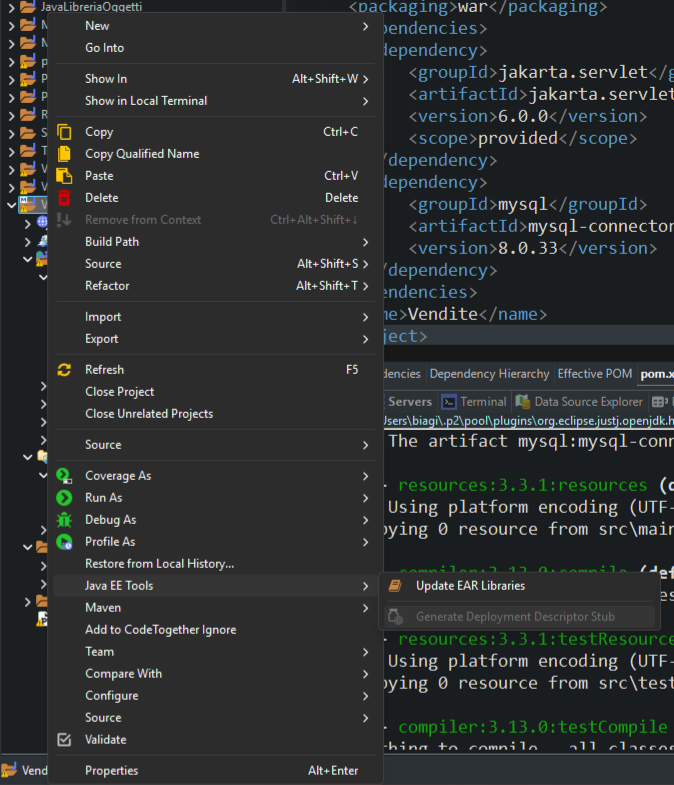 JavaLibreriaOggetti
New
Go Into
Show In Alt+Shift+W >
Show in Local Terminal >
Copy Ctrl+C
Copy Qualified Name
Paste Ctrl+V
Delete Delete
Remove from Context Ctrl+Alt+Shift+↓
Build Path >
Source Alt+Shift+S >
Refactor Alt+Shift+T >
Import >
Export >
Refresh F5
Close Project
Close Unrelated Projects
Source >
Coverage As >
Run As >
Debug As >
Profile As >
Restore from Local History...
Java EE Tools >
Maven >
Add to CodeTogether Ignore
Team >
Compare With >
Configure >
Source >
Validate
Properties Alt+Enter
Update EAR Libraries
Generate Deployment Descriptor Stub
Vend
<packaging>war</packaging>
pendencies>
dependency>
<groupId>jakarta.servlet</g
<artifactId>jakarta.servlet
<version>6.0.0</version>
<scope>provided</scope>
/dependency>
dependency>
<groupId>mysql</groupId>
<artifactId>mysql-connector
<version>8.0.33</version>
/dependency>
endencies>
me>Vendite</name>
ject>
dencies Dependency Hierarchy Effective POM pom.x
Servers Terminal Data Source Explorer
Users\biagi\.p2\pool\plugins\org.eclipse.justj.openjdk.h
The artifact mysql:mysql-conn
- resources:3.3.1:resources (d
Using platform encoding (UTF-
pying 0 resource from src\main
compiler:3.13.0:compile (def
es
- resources:3.3.1:testResource
Using platform encoding (UTF-
pying 0 resource from src\test
- compiler:3.13.0:testCompile
thing to compile - all classes